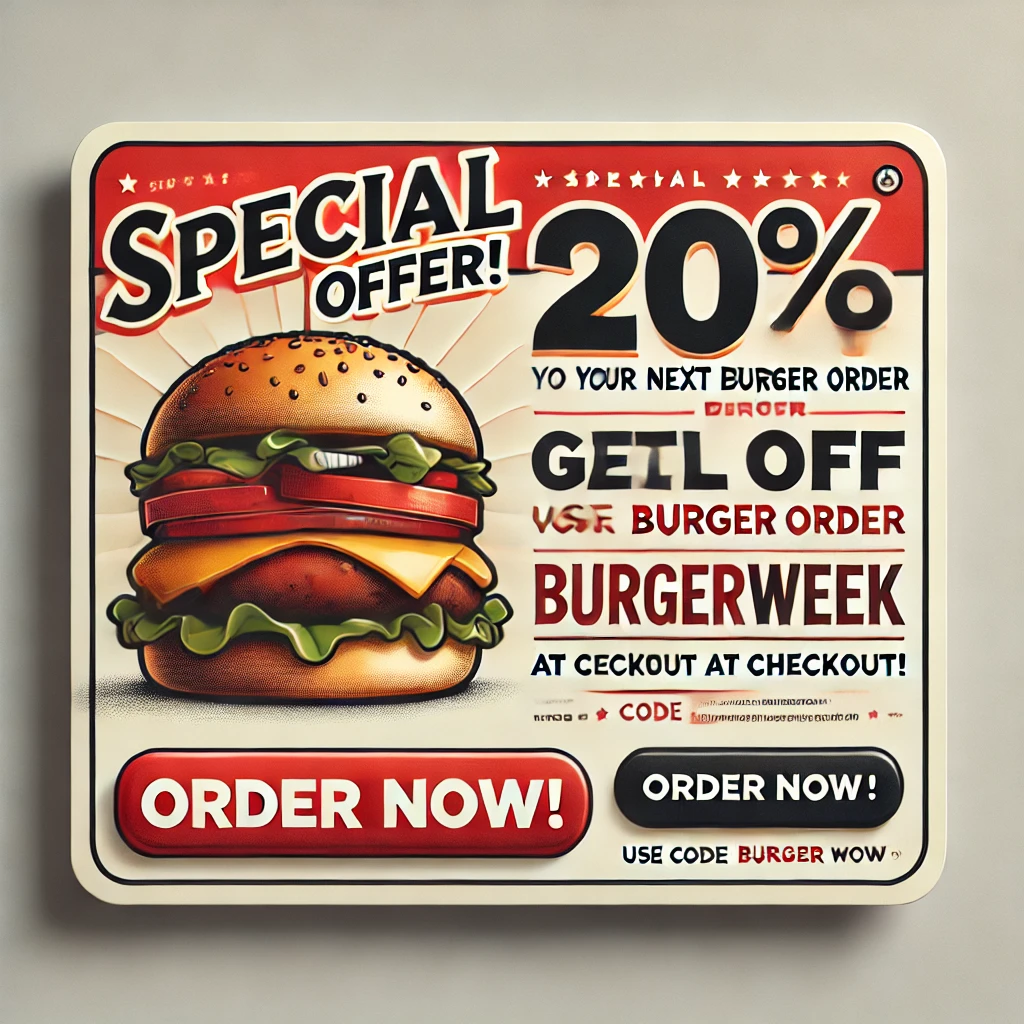 SPECIAL
OFFER!
20%
YO YOUR NEXT BURGER ORDER
GETL OFF
BURGER ORDER
BURGERWEEK
AT CECKOUT AT CHECKOUT!
CODE
ORDER NOW!
ORDER NOW!
USE CODE BURGER WOW